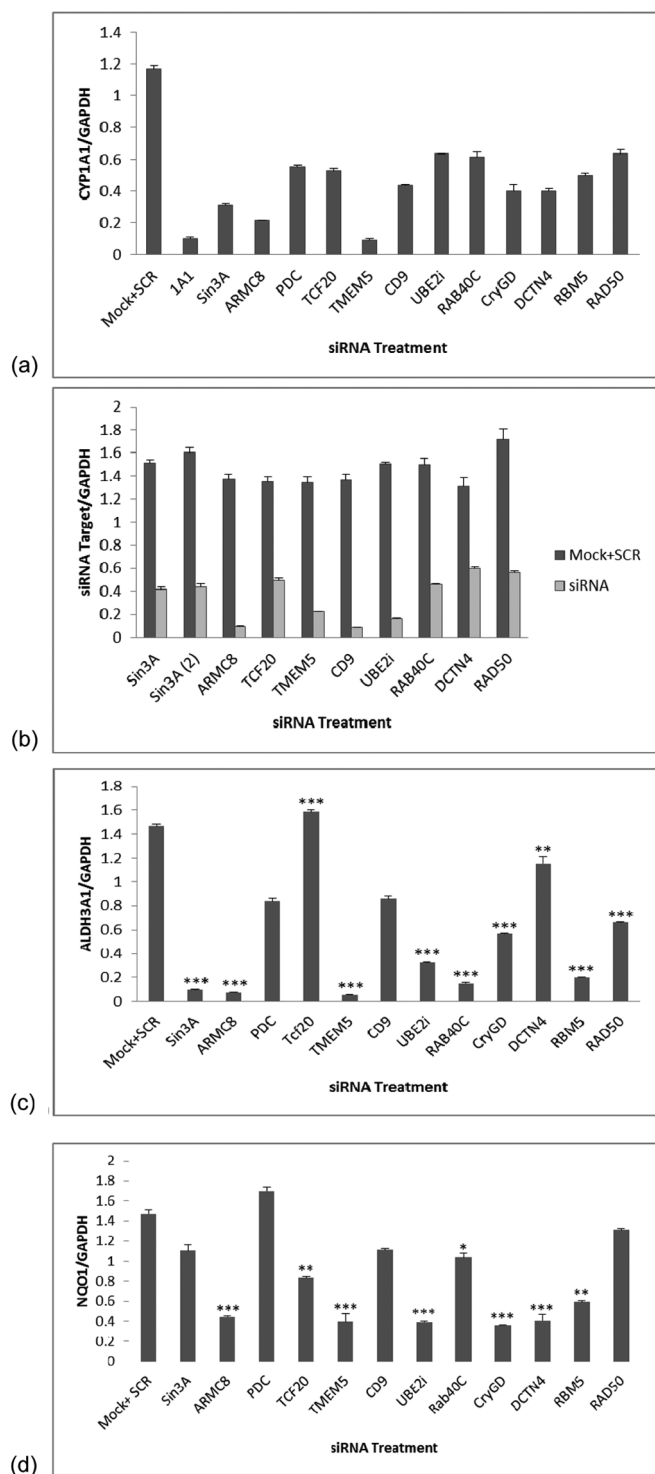 1.4
1.2
1
0.8
0.6
0.4
0.2
0
CYP1A1/GAPDH
Mock+SCR 1A1 Sin3A ARMC8 PDC TCF20 TMEM5 CD9 UBE2i RAB40C CryGD DCTN4 RBM5 RAD50
siRNA Treatment
(a)
2
1.8
1.6
1.4
1.2
1
0.8
0.6
0.4
0.2
0
siRNA Target/GAPDH
Mock+SCR
siRNA
Sin3A Sin3A (2) ARMC8 TCF20 TMEM5 CD9 UBE2i RAB40C DCTN4 RAD50
siRNA Treatment
(b)
1.8
1.6
1.4
1.2
1
0.8
0.6
0.4
0.2
0
ALDH3A1/GAPDH
*** *** *** *** *** *** *** ** *** ***
Mock+SCR Sin3A ARMC8 PDC Tcf20 TMEM5 CD9 UBE2i RAB40C CryGD DCTN4 RBM5 RAD50
siRNA Treatment
(c)
2
1.8
1.6
1.4
1.2
1
0.8
0.6
0.4
0.2
0
NQO1/GAPDH
*** ** *** *** * *** *** **
Mock+ SCR Sin3A ARMC8 PDC TCF20 TMEM5 CD9 UBE2i Rab40C CryGD DCTN4 RBM5 RAD50
siRNA Treatment
(d)